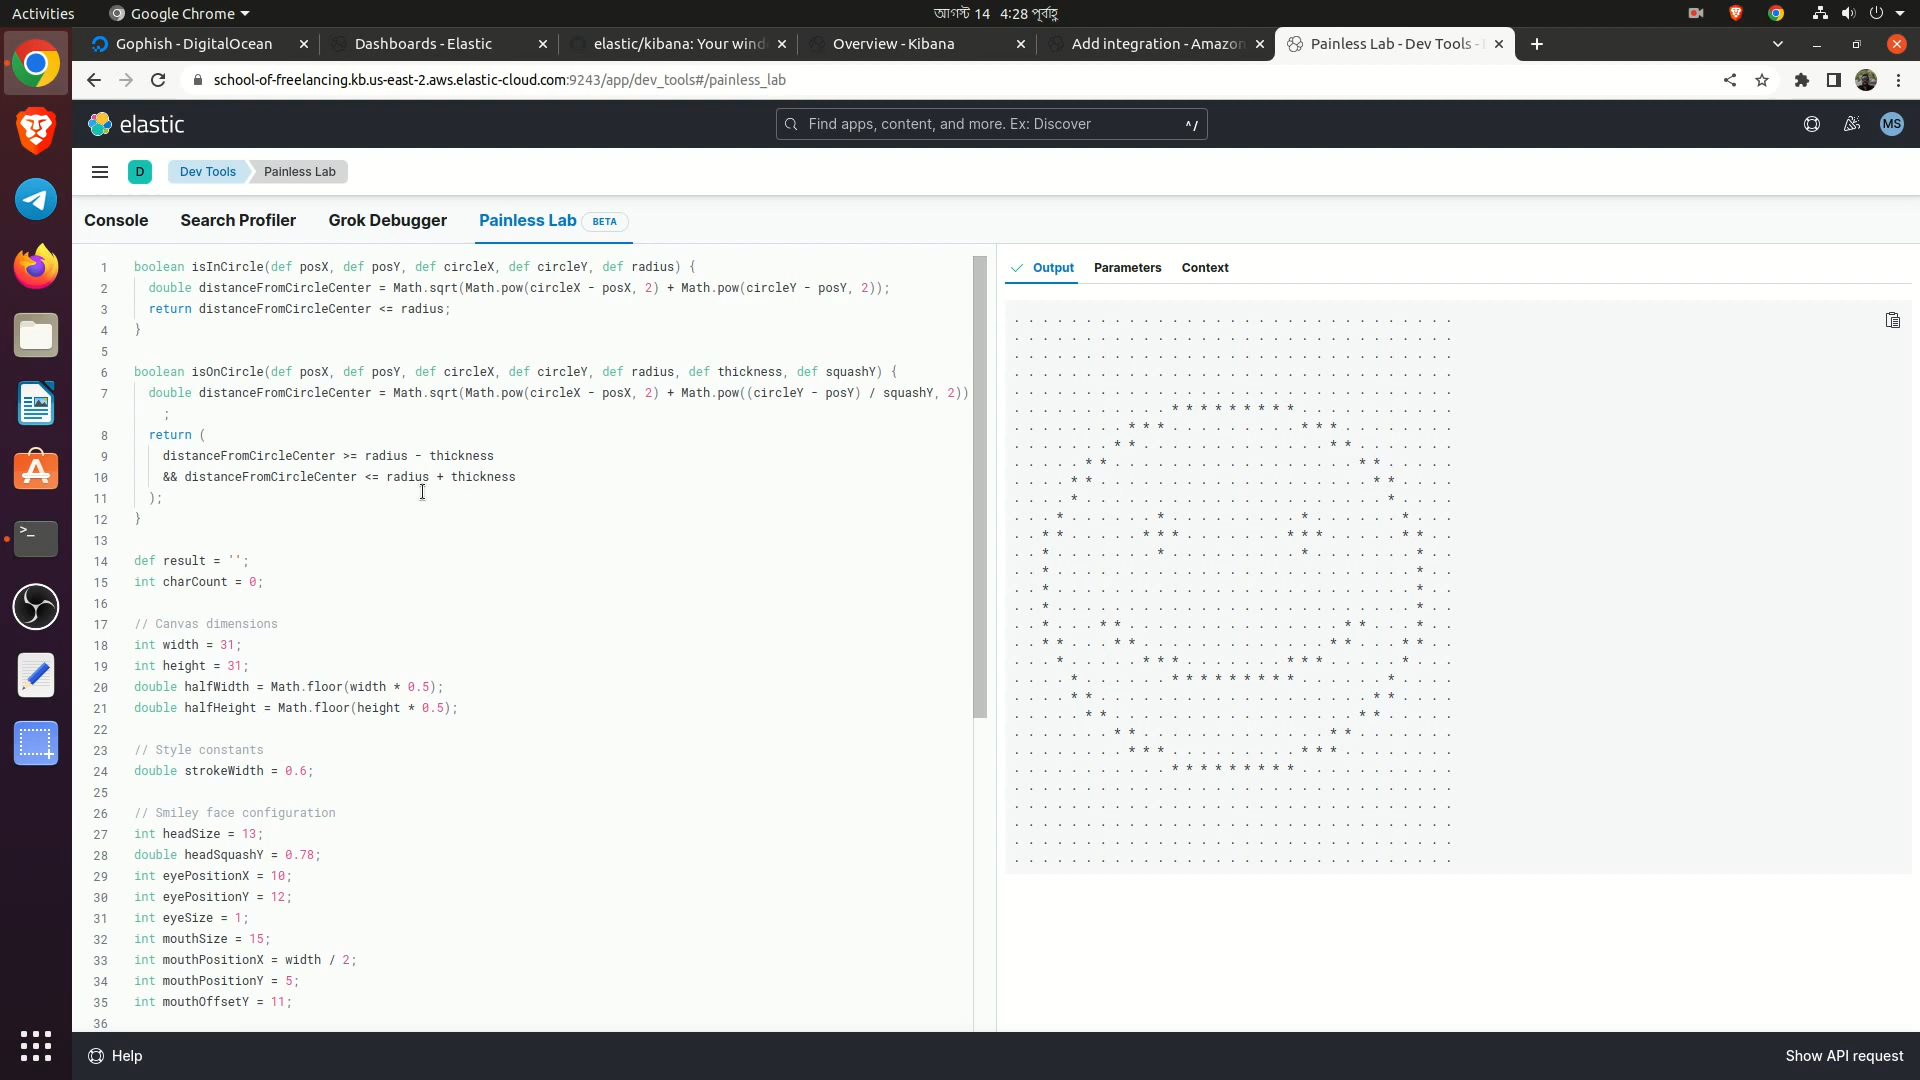 Activities Google Chrome আগস্ট 14 4:28 পূর্বাহ্ণ
Gophish - DigitalOcean Dashboards - Elastic elastic/kibana: Your wind Overview - Kibana Add integration - Amazon Painless Lab - Dev Tools -
school-of-freelancing.kb.us-east-2.aws.elastic-cloud.com:9243/app/dev_tools#/painless_lab
elastic Find apps, content, and more. Ex: Discover ^/ MS
D Dev Tools Painless Lab
Console Search Profiler Grok Debugger Painless Lab BETA
Output Parameters Context
1 boolean isInCircle(def posX, def posY, def circleX, def circleY, def radius) {
2 double distanceFromCircleCenter = Math.sqrt(Math.pow(circleX - posX, 2) + Math.pow(circleY - posY, 2));
3 return distanceFromCircleCenter <= radius;
4 }
5
6 boolean isOnCircle(def posX, def posY, def circleX, def circleY, def radius, def thickness, def squashY) {
7 double distanceFromCircleCenter = Math.sqrt(Math.pow(circleX - posX, 2) + Math.pow((circleY - posY) / squashY, 2))
;
8 return (
9 distanceFromCircleCenter >= radius - thickness
10 && distanceFromCircleCenter <= radius + thickness
11 );
12 }
13
14 def result = '';
15 int charCount = 0;
16
17 // Canvas dimensions
18 int width = 31;
19 int height = 31;
20 double halfWidth = Math.floor(width * 0.5);
21 double halfHeight = Math.floor(height * 0.5);
22
23 // Style constants
24 double strokeWidth = 0.6;
25
26 // Smiley face configuration
27 int headSize = 13;
28 double headSquashY = 0.78;
29 int eyePositionX = 10;
30 int eyePositionY = 12;
31 int eyeSize = 1;
32 int mouthSize = 15;
33 int mouthPositionX = width / 2;
34 int mouthPositionY = 5;
35 int mouthOffsetY = 11;
36
Help Show API request